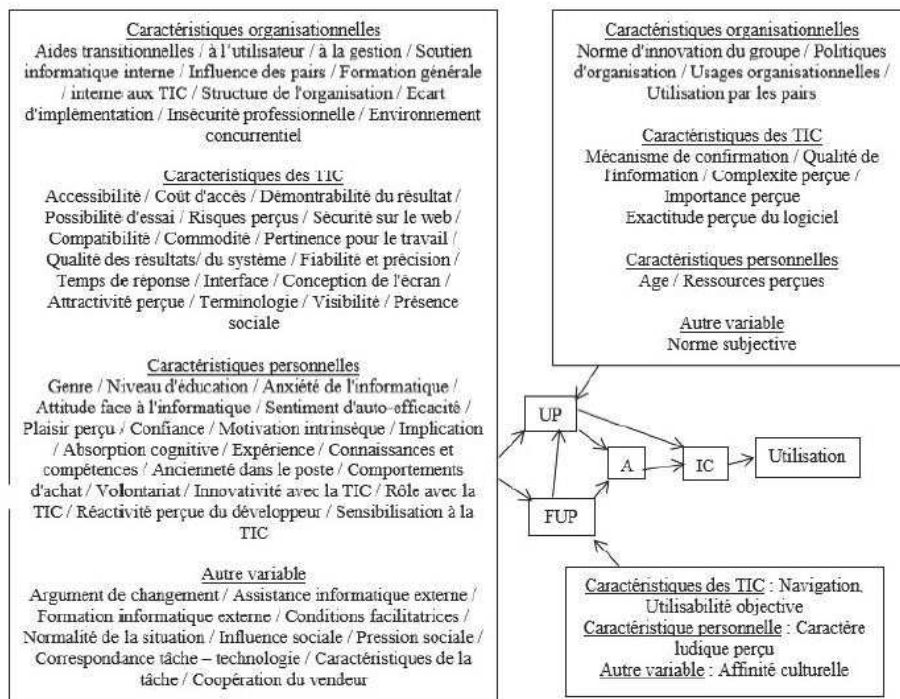 Caractéristiques organisationnelles
Aides transitionnelles / à l'utilisateur / à la gestion / Soutien
informatique interne / Influence des pairs / Formation générale
/ interne aux TIC / Structure de l'organisation / Ecart
d'implémentation / Insécurité professionnelle / Environnement
concurrentiel
Caractéristiques des TIC
Accessibilité / Coût d'accès / Démontrabilité du résultat /
Possibilité d'essai / Risques perçus / Sécurité sur le web /
Compatibilité / Commodité / Pertinence pour le travail /
Qualité des résultats/ du système / Fiabilité et précision /
Temps de réponse / Interface / Conception de l'écran /
Attractivité perçue / Terminologie / Visibilité / Présence
sociale
Caractéristiques personnelles
Genre / Niveau d'éducation / Anxiété de l'informatique /
Attitude face à l'informatique / Sentiment d'auto-efficacité /
Plaisir perçu / Confiance / Motivation intrinsèque / Implication
/ Absorption cognitive / Expérience / Connaissances et
compétences / Ancienneté dans le poste / Comportements
d'achat / Volontariat / Innovativité avec la TIC / Rôle avec la
TIC / Réactivité perçue du développeur / Sensibilisation à la
TIC
Autre variable
Argument de changement / Assistance informatique externe /
Formation informatique externe / Conditions facilitatrices /
Normalité de la situation / Influence sociale / Pression sociale /
Correspondance tâche – technologie / Caractéristiques de la
tâche / Coopération du vendeur
Caractéristiques organisationnelles
Norme d'innovation du groupe / Politiques
d'organisation / Usages organisationnelles /
Utilisation par les pairs
Caractéristiques des TIC
Mécanisme de confirmation / Qualité de
l'information / Complexité perçue /
Importance perçue
Exactitude perçue du logiciel
Caractéristiques personnelles
Age / Ressources perçues
Autre variable
Norme subjective
UP
A
IC
Utilisation
FUP
Caractéristiques des TIC : Navigation,
Utilisabilité objective
Caractéristique personnelle : Caractère
ludique perçu
Autre variable : Affinité culturelle